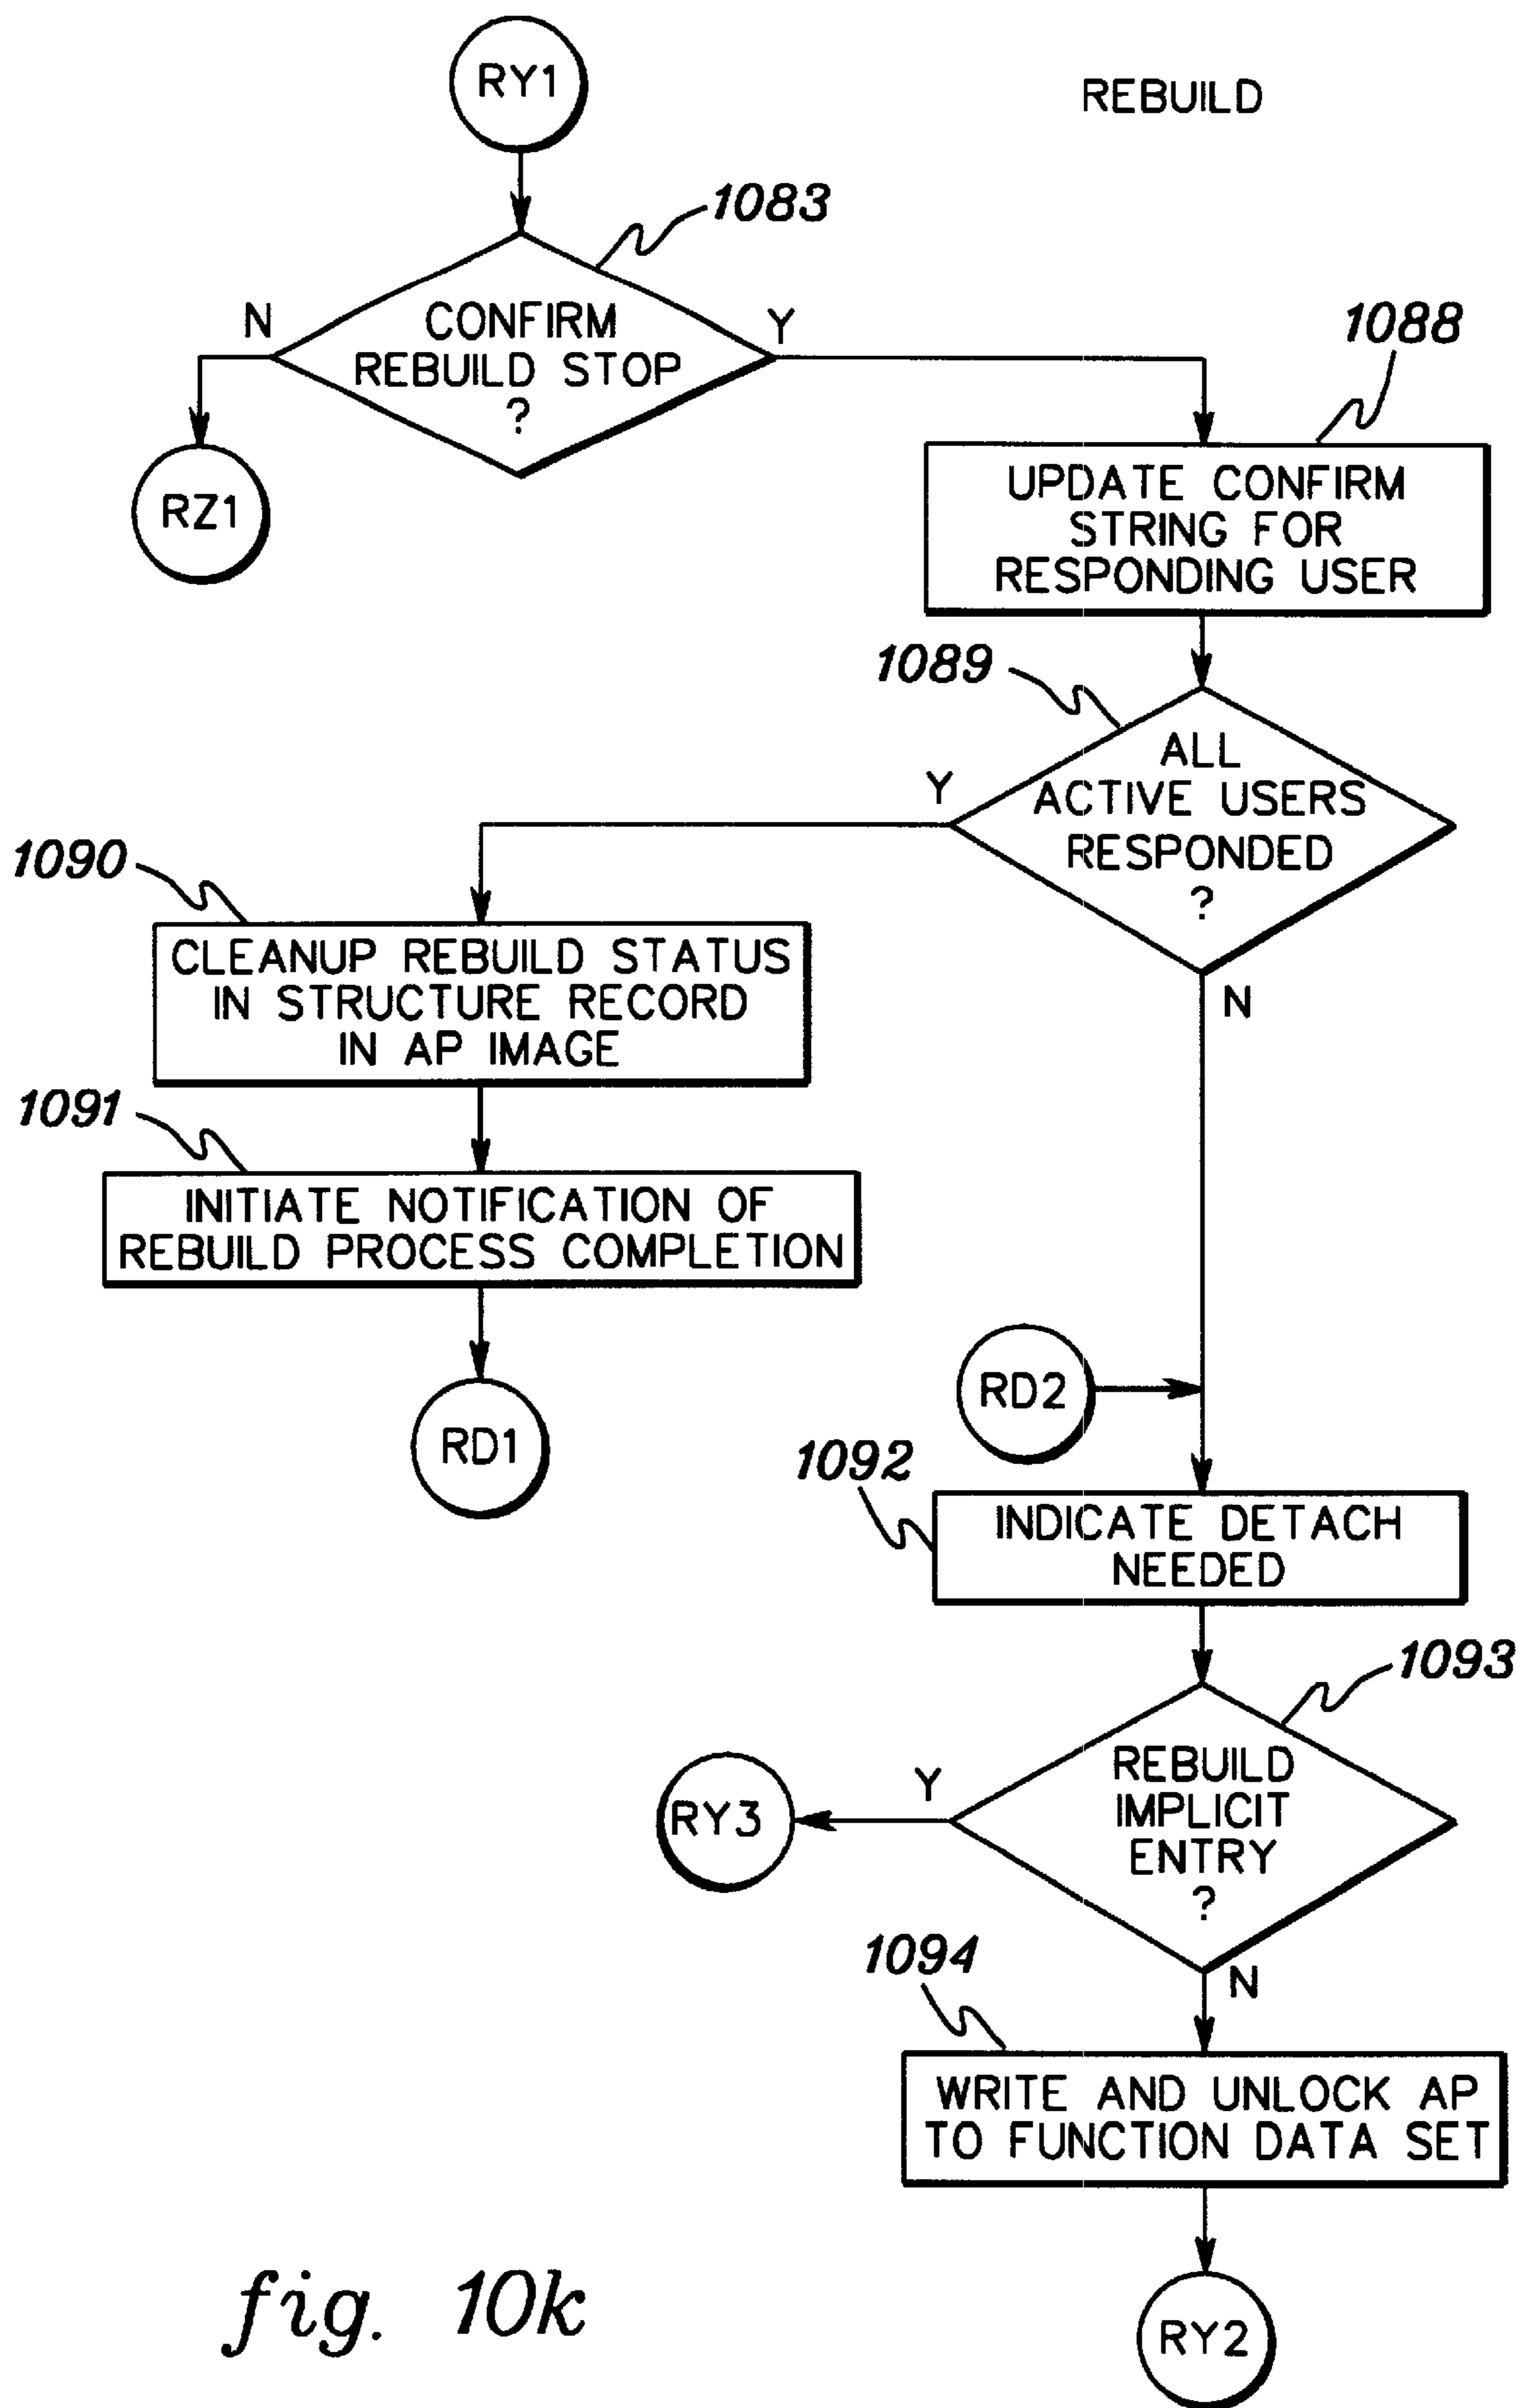 RY1
REBUILD
1083
N
CONFIRM
REBUILD STOP
?
Y
1088
RZ1
UPDATE CONFIRM
STRING FOR
RESPONDING USER
1089
ALL
ACTIVE USERS
RESPONDED
?
Y
N
1090
CLEANUP REBUILD STATUS
IN STRUCTURE RECORD
IN AP IMAGE
1091
INITIATE NOTIFICATION OF
REBUILD PROCESS COMPLETION
RD1
RD2
1092
INDICATE DETACH
NEEDED
1093
REBUILD
IMPLICIT
ENTRY
?
Y
RY3
N
1094
WRITE AND UNLOCK AP
TO FUNCTION DATA SET
RY2
fig. 10k